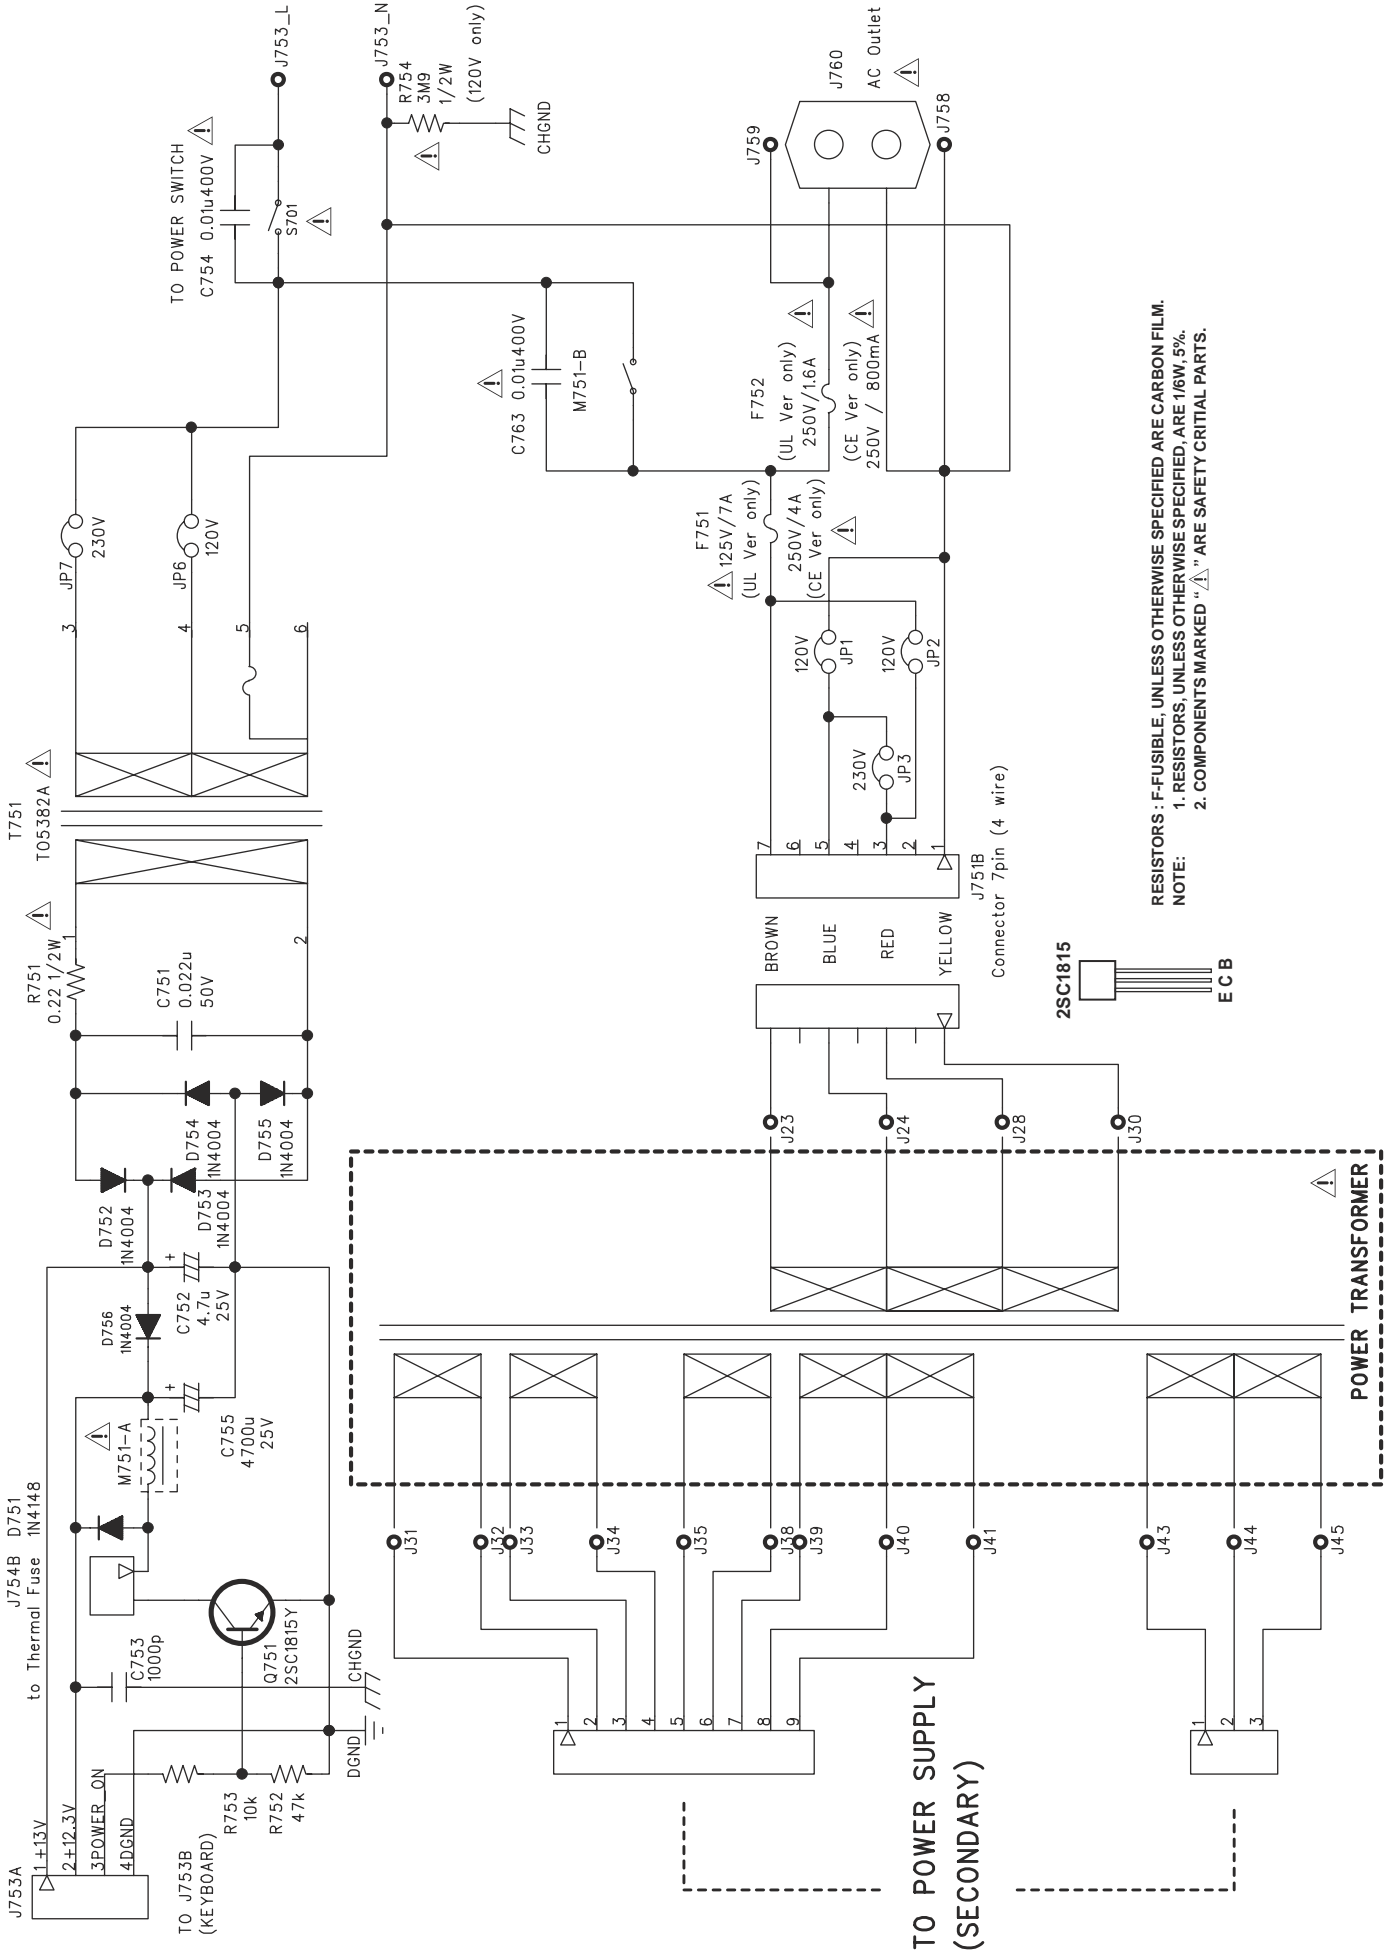 J753A
1 +13V
2 +12.3V
3 POWER_ON
4 DGND
TO J753B
(KEYBOARD)
J754B
to Thermal Fuse
D751
1N4148
C753
1000p
R753
10k
R752
47k
Q751
2SC1815Y
DGND
CHGND
M751-A
C755
4700u
25V
+
D756
1N4004
C752
4.7u
25V
+
D752
1N4004
D753
1N4004
D754
1N4004
D755
1N4004
C751
0.022u
50V
R751
0.22 1/2W
1
2
T751
T05382A
3
4
5
6
JP7
230V
JP6
120V
TO POWER SWITCH
C754 0.01u400V
S701
J753_L
J753_N
R754
3M9
1/2W
(120V only)
CHGND
C763 0.01u400V
M751-B
J759
J760
AC Outlet
J758
F752
(UL Ver only)
250V/1.6A
(CE Ver only)
250V / 800mA
F751
125V/7A
(UL Ver only)
250V/4A
(CE Ver only)
120V
JP1
120V
JP2
230V
JP3
7
6
5
4
3
2
1
J751B
Connector 7pin (4 wire)
BROWN
BLUE
RED
YELLOW
J23
J24
J28
J30
POWER TRANSFORMER
J31
J32
J33
J34
J35
J38
J39
J40
J41
J43
J44
J45
1
2
3
4
5
6
7
8
9
1
2
3
TO POWER SUPPLY
(SECONDARY)
2SC1815
E C B
RESISTORS : F-FUSIBLE, UNLESS OTHERWISE SPECIFIED ARE CARBON FILM.
NOTE: 1. RESISTORS, UNLESS OTHERWISE SPECIFIED, ARE 1/6W, 5%.
2. COMPONENTS MARKED “⚠” ARE SAFETY CRITIAL PARTS.